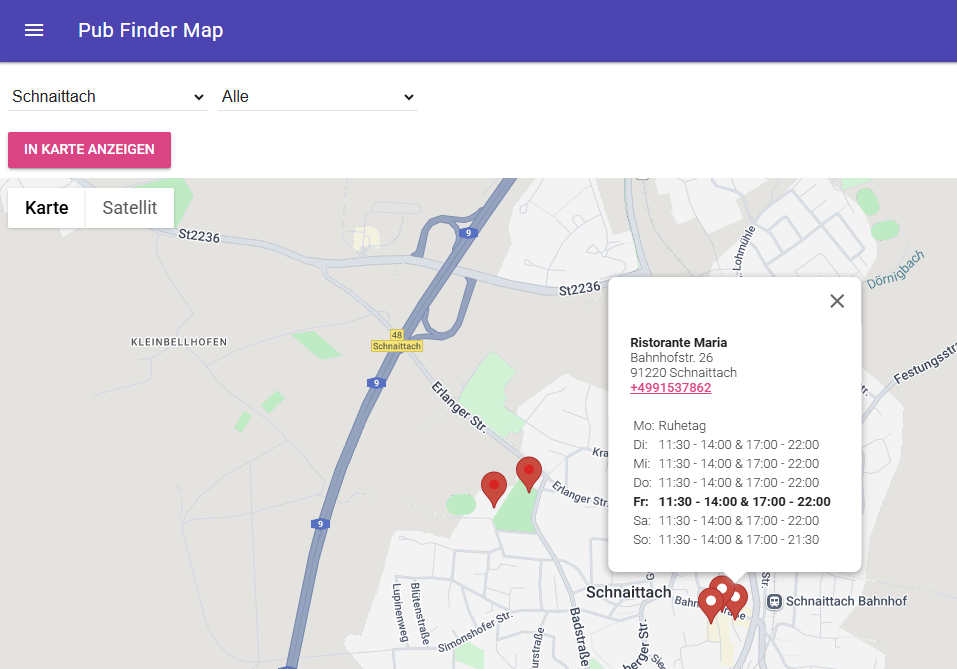 Pub Finder Map
Schnaittach
Alle
IN KARTE ANZEIGEN
Karte
Satellit
St2236
9
Lohmühle
Dörnigbach
St2236
48
Schnaittach
KLEINBELLHOFEN
9
Erlanger Str.
Ristorante Maria
Bahnhofstr. 26
91220 Schnaittach
+4991537862
Mo: Ruhetag
Di: 11:30 - 14:00 & 17:00 - 22:00
Mi: 11:30 - 14:00 & 17:00 - 22:00
Do: 11:30 - 14:00 & 17:00 - 22:00
Fr: 11:30 - 14:00 & 17:00 - 22:00
Sa: 11:30 - 14:00 & 17:00 - 22:00
So: 11:30 - 14:00 & 17:00 - 21:30
Festungsstra
Kra
Erlanger Str.
9
Schnaittach
Str.
Schnaittach Bahnhof
Lupinenweg
Blütenstraße
Simonshofer Str.
Badstraße
urstraße
berger Str.